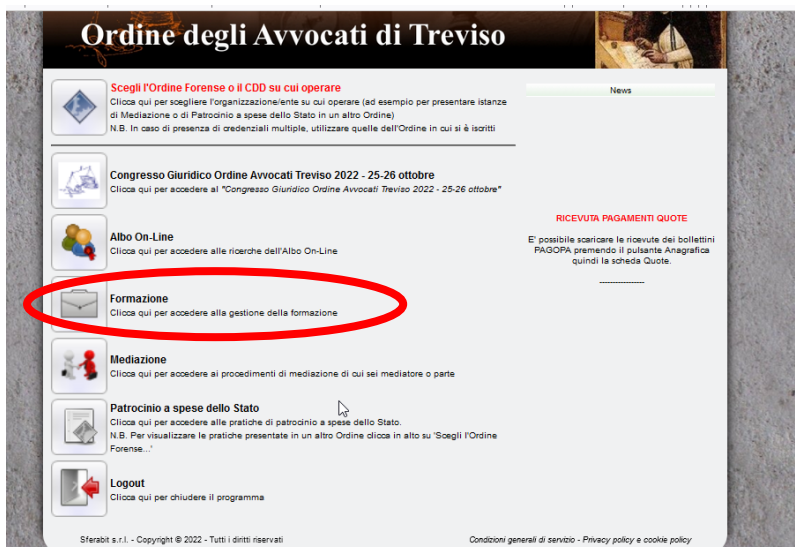 Ordine degli Avvocati di Treviso
Scegli l'Ordine Forense o il CDD su cui operare
Clicca qui per scegliere l'organizzazione/ente su cui operare (ad esempio per presentare istanze
di Mediazione o di Patrocinio a spese dello Stato in un altro Ordine)
N.B. In caso di presenza di credenziali multiple, utilizzare quelle dell'Ordine in cui si è iscritti
Congresso Giuridico Ordine Avvocati Treviso 2022 - 25-26 ottobre
Clicca qui per accedere al "Congresso Giuridico Ordine Avvocati Treviso 2022 - 25-26 ottobre"
Albo On-Line
Clicca qui per accedere alle ricerche dell'Albo On-Line
Formazione
Clicca qui per accedere alla gestione della formazione
Mediazione
Clicca qui per accedere ai procedimenti di mediazione di cui sei mediatore o parte
Patrocinio a spese dello Stato
Clicca qui per accedere alle pratiche di patrocinio a spese dello Stato.
N.B. Per visualizzare le pratiche presentate in un altro Ordine clicca in alto su 'Scegli l'Ordine
Forense...'
Logout
Clicca qui per chiudere il programma
News
RICEVUTA PAGAMENTI QUOTE
E' possibile scaricare le ricevute dei bollettini
PAGOPA premendo il pulsante Anagrafica
quindi la scheda Quote.
-----------------
Sferabit s.r.l. - Copyright © 2022 - Tutti i diritti riservati
Condizioni generali di servizio - Privacy policy e cookie policy